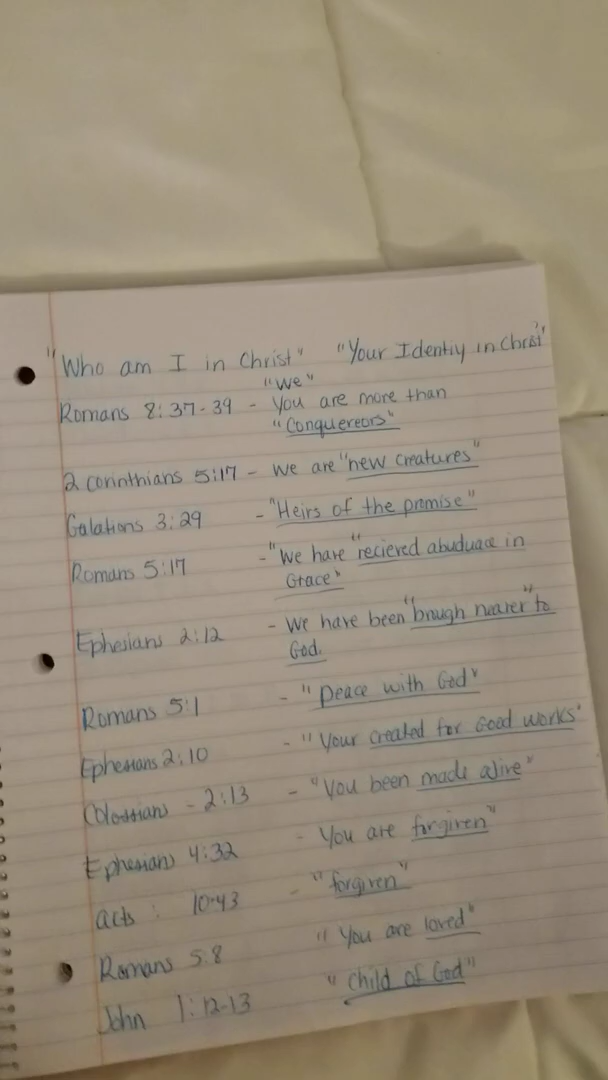 "Who am I in Christ" "Your Identiy in Christ"
"We"
Romans 8:37-39 - You are more than
"Conquereors"
2 corinthians 5:17 - We are "new creatures"
Galations 3:29 - "Heirs of the promise"
Romans 5:17 - "We have "recieved abuduace in
Grace"
Ephesians 2:12 - We have been "brough nearer" to
God.
Romans 5:1 - "peace with God"
Ephesians 2:10 - "Your created for Good works"
Colossians - 2:13 - "You been made alive"
Ephesians 4:32 - You are forgiven"
acts : 10:43 - "forgiven"
Romans 5:8 "You are loved"
John 1:12-13 "Child of God"